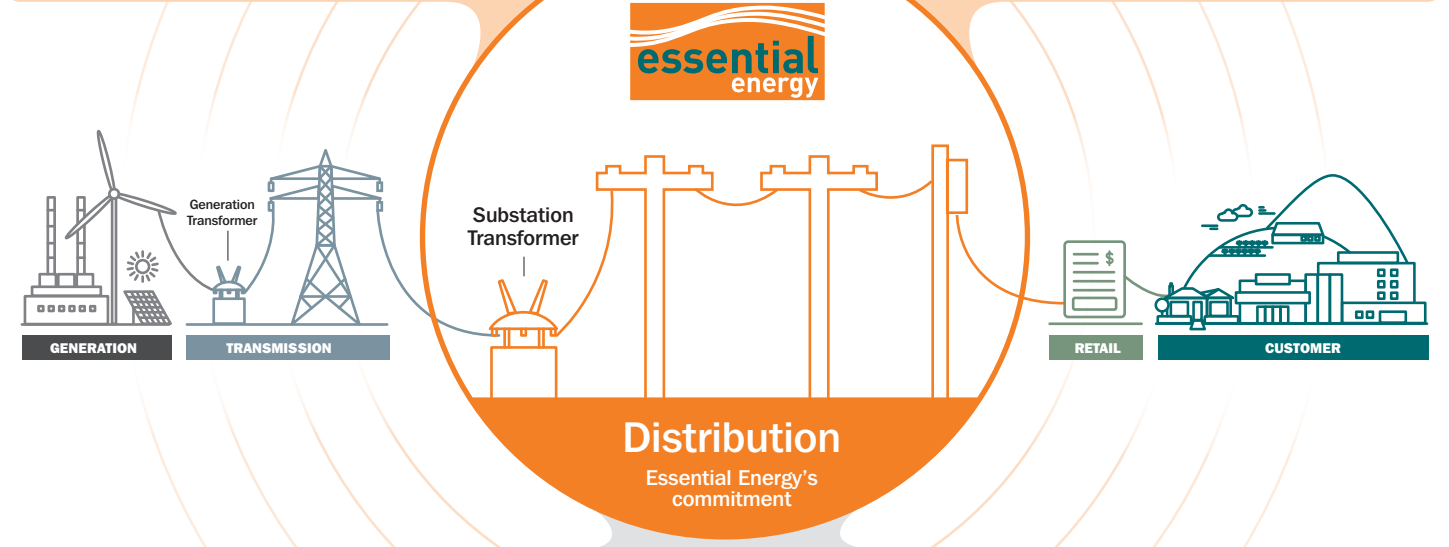 essential
energy
Generation
Transformer
Substation
Transformer
$
GENERATION
TRANSMISSION
RETAIL
CUSTOMER
Distribution
Essential Energy's
commitment